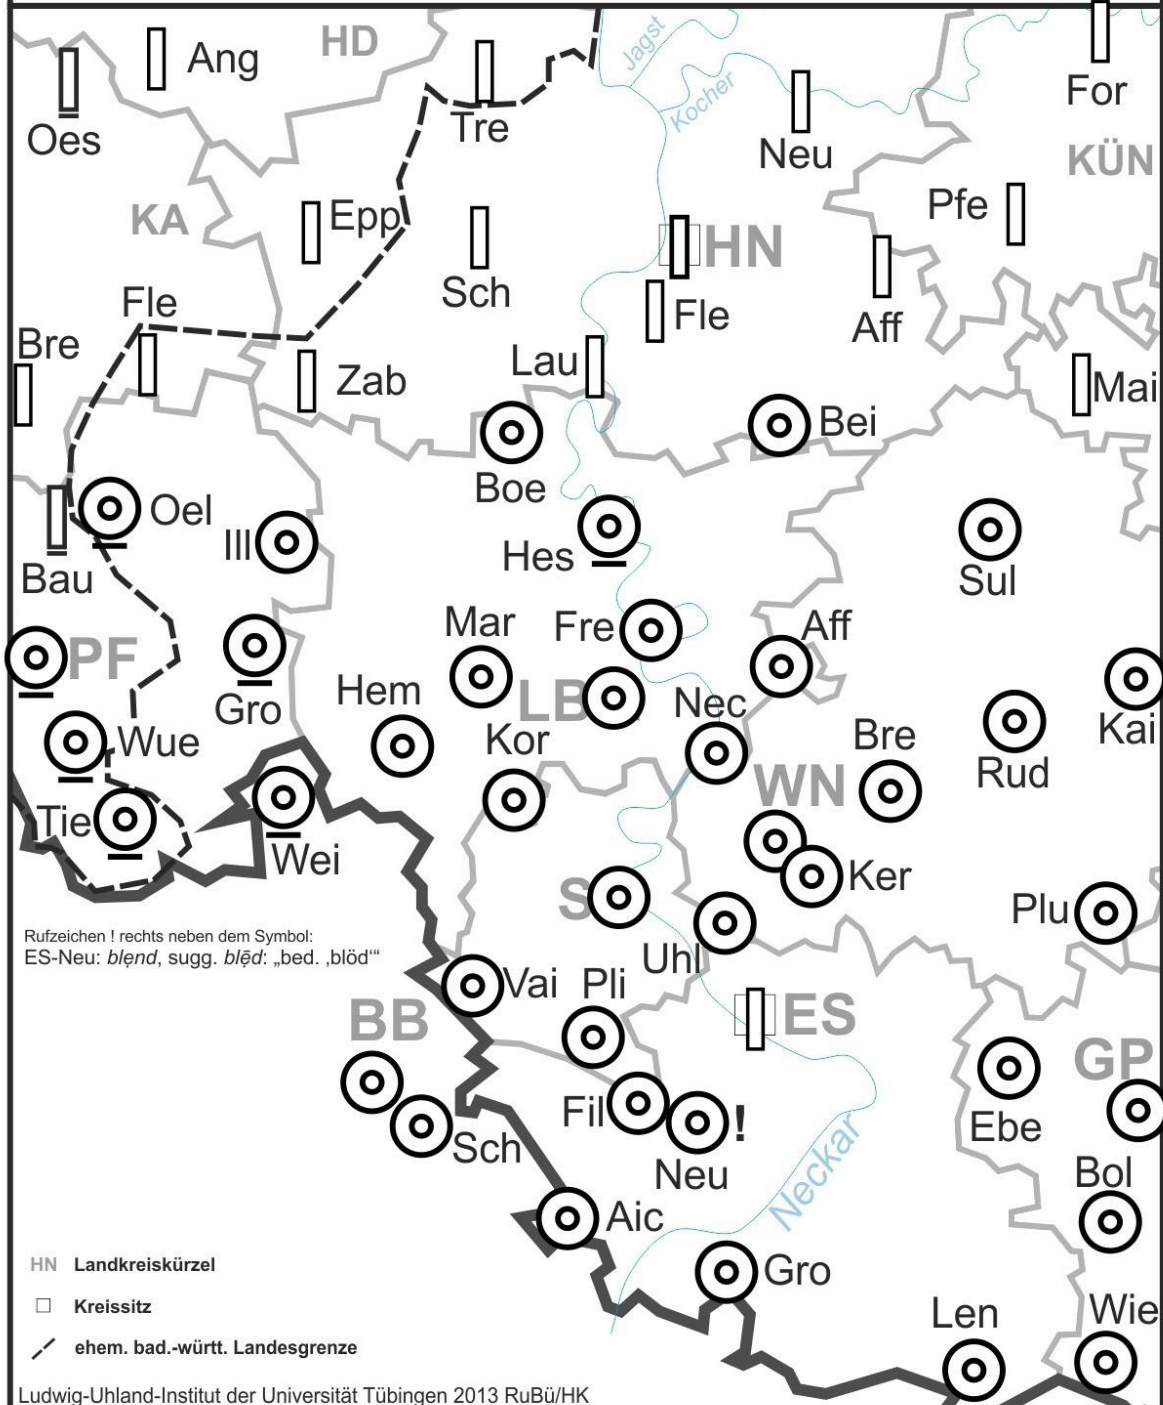 Ang
HD
Jagst
Oes
Tre
Kocher
Neu
For
KÜN
KA
Epp
Sch
HN
Pfe
Fle
Fle
Aff
Bre
Zab
Lau
Mai
Boe
Bei
Oel
Ill
Hes
Sul
Bau
PF
Gro
Mar
Fre
Aff
Hem
LB
Nec
Kai
Wue
Kor
Bre
Rud
WN
Tie
Wei
Ker
S
Uhl
Plu
Rufzeichen ! rechts neben dem Symbol:
ES-Neu: blẹnd, sugg. blẹ̄d: „bed. ‚blöd‘“
Vai
Pli
BB
ES
GP
Fil
!
Ebe
Sch
Neu
Neckar
Bol
Aic
Gro
Len
Wie
HN Landkreiskürzel
Kreissitz
ehem. bad.-württ. Landesgrenze
Ludwig-Uhland-Institut der Universität Tübingen 2013 RuBü/HK